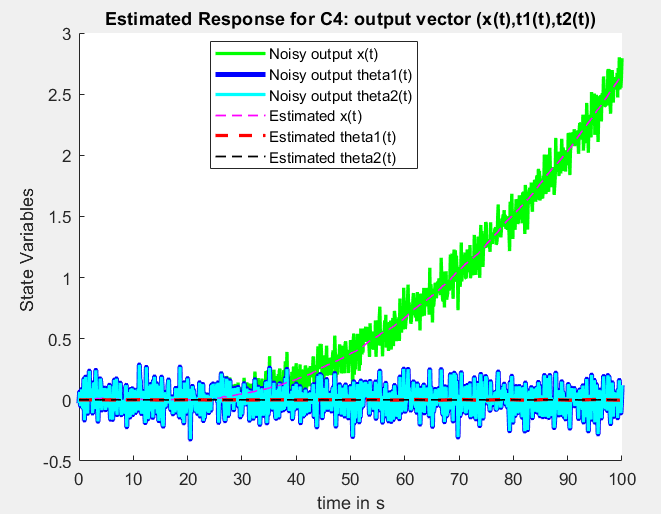 Estimated Response for C4: output vector (x(t),t1(t),t2(t))
3
2.5
2
1.5
1
0.5
0
-0.5
State Variables
Noisy output x(t)
Noisy output theta1(t)
Noisy output theta2(t)
Estimated x(t)
Estimated theta1(t)
Estimated theta2(t)
0 10 20 30 40 50 60 70 80 90 100
time in s